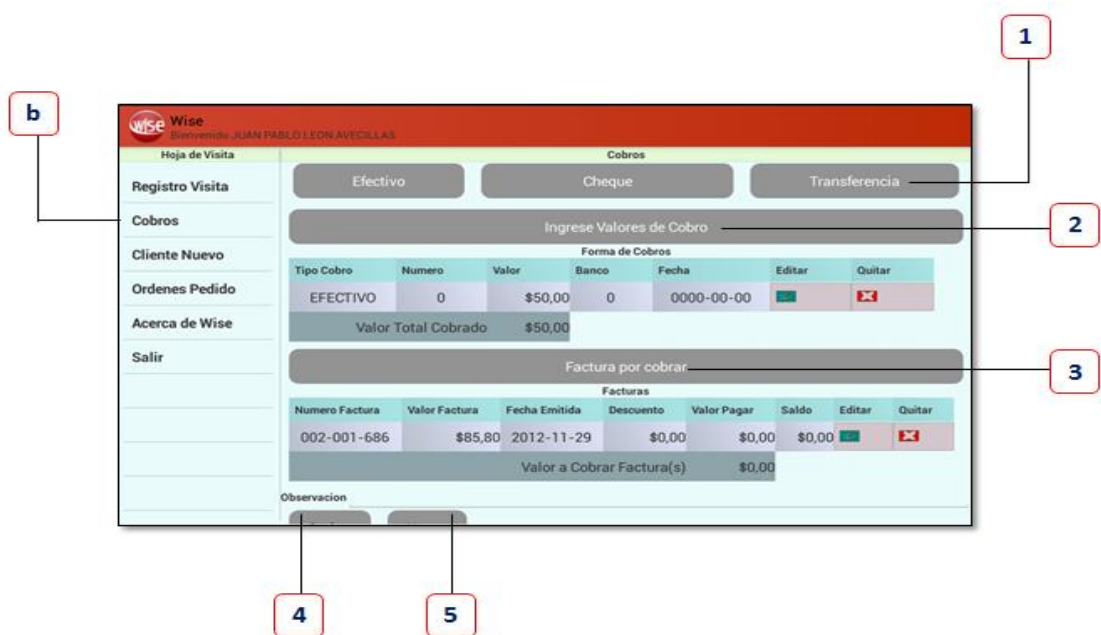 1
b
wise Wise
Bienvenido JUAN PABLO LEON AVECILLAS
Hoja de Visita
Cobros
Registro Visita
Efectivo Cheque Transferencia
Cobros
Ingrese Valores de Cobro
2
Cliente Nuevo
Forma de Cobros
Tipo Cobro Numero Valor Banco Fecha Editar Quitar
Ordenes Pedido
EFECTIVO 0 $50,00 0 0000-00-00
Acerca de Wise
Valor Total Cobrado $50,00
Salir
Factura por cobrar
3
Facturas
Numero Factura Valor Factura Fecha Emitida Descuento Valor Pagar Saldo Editar Quitar
002-001-686 $85,80 2012-11-29 $0,00 $0,00 $0,00
Valor a Cobrar Factura(s) $0,00
Observacion
4
5